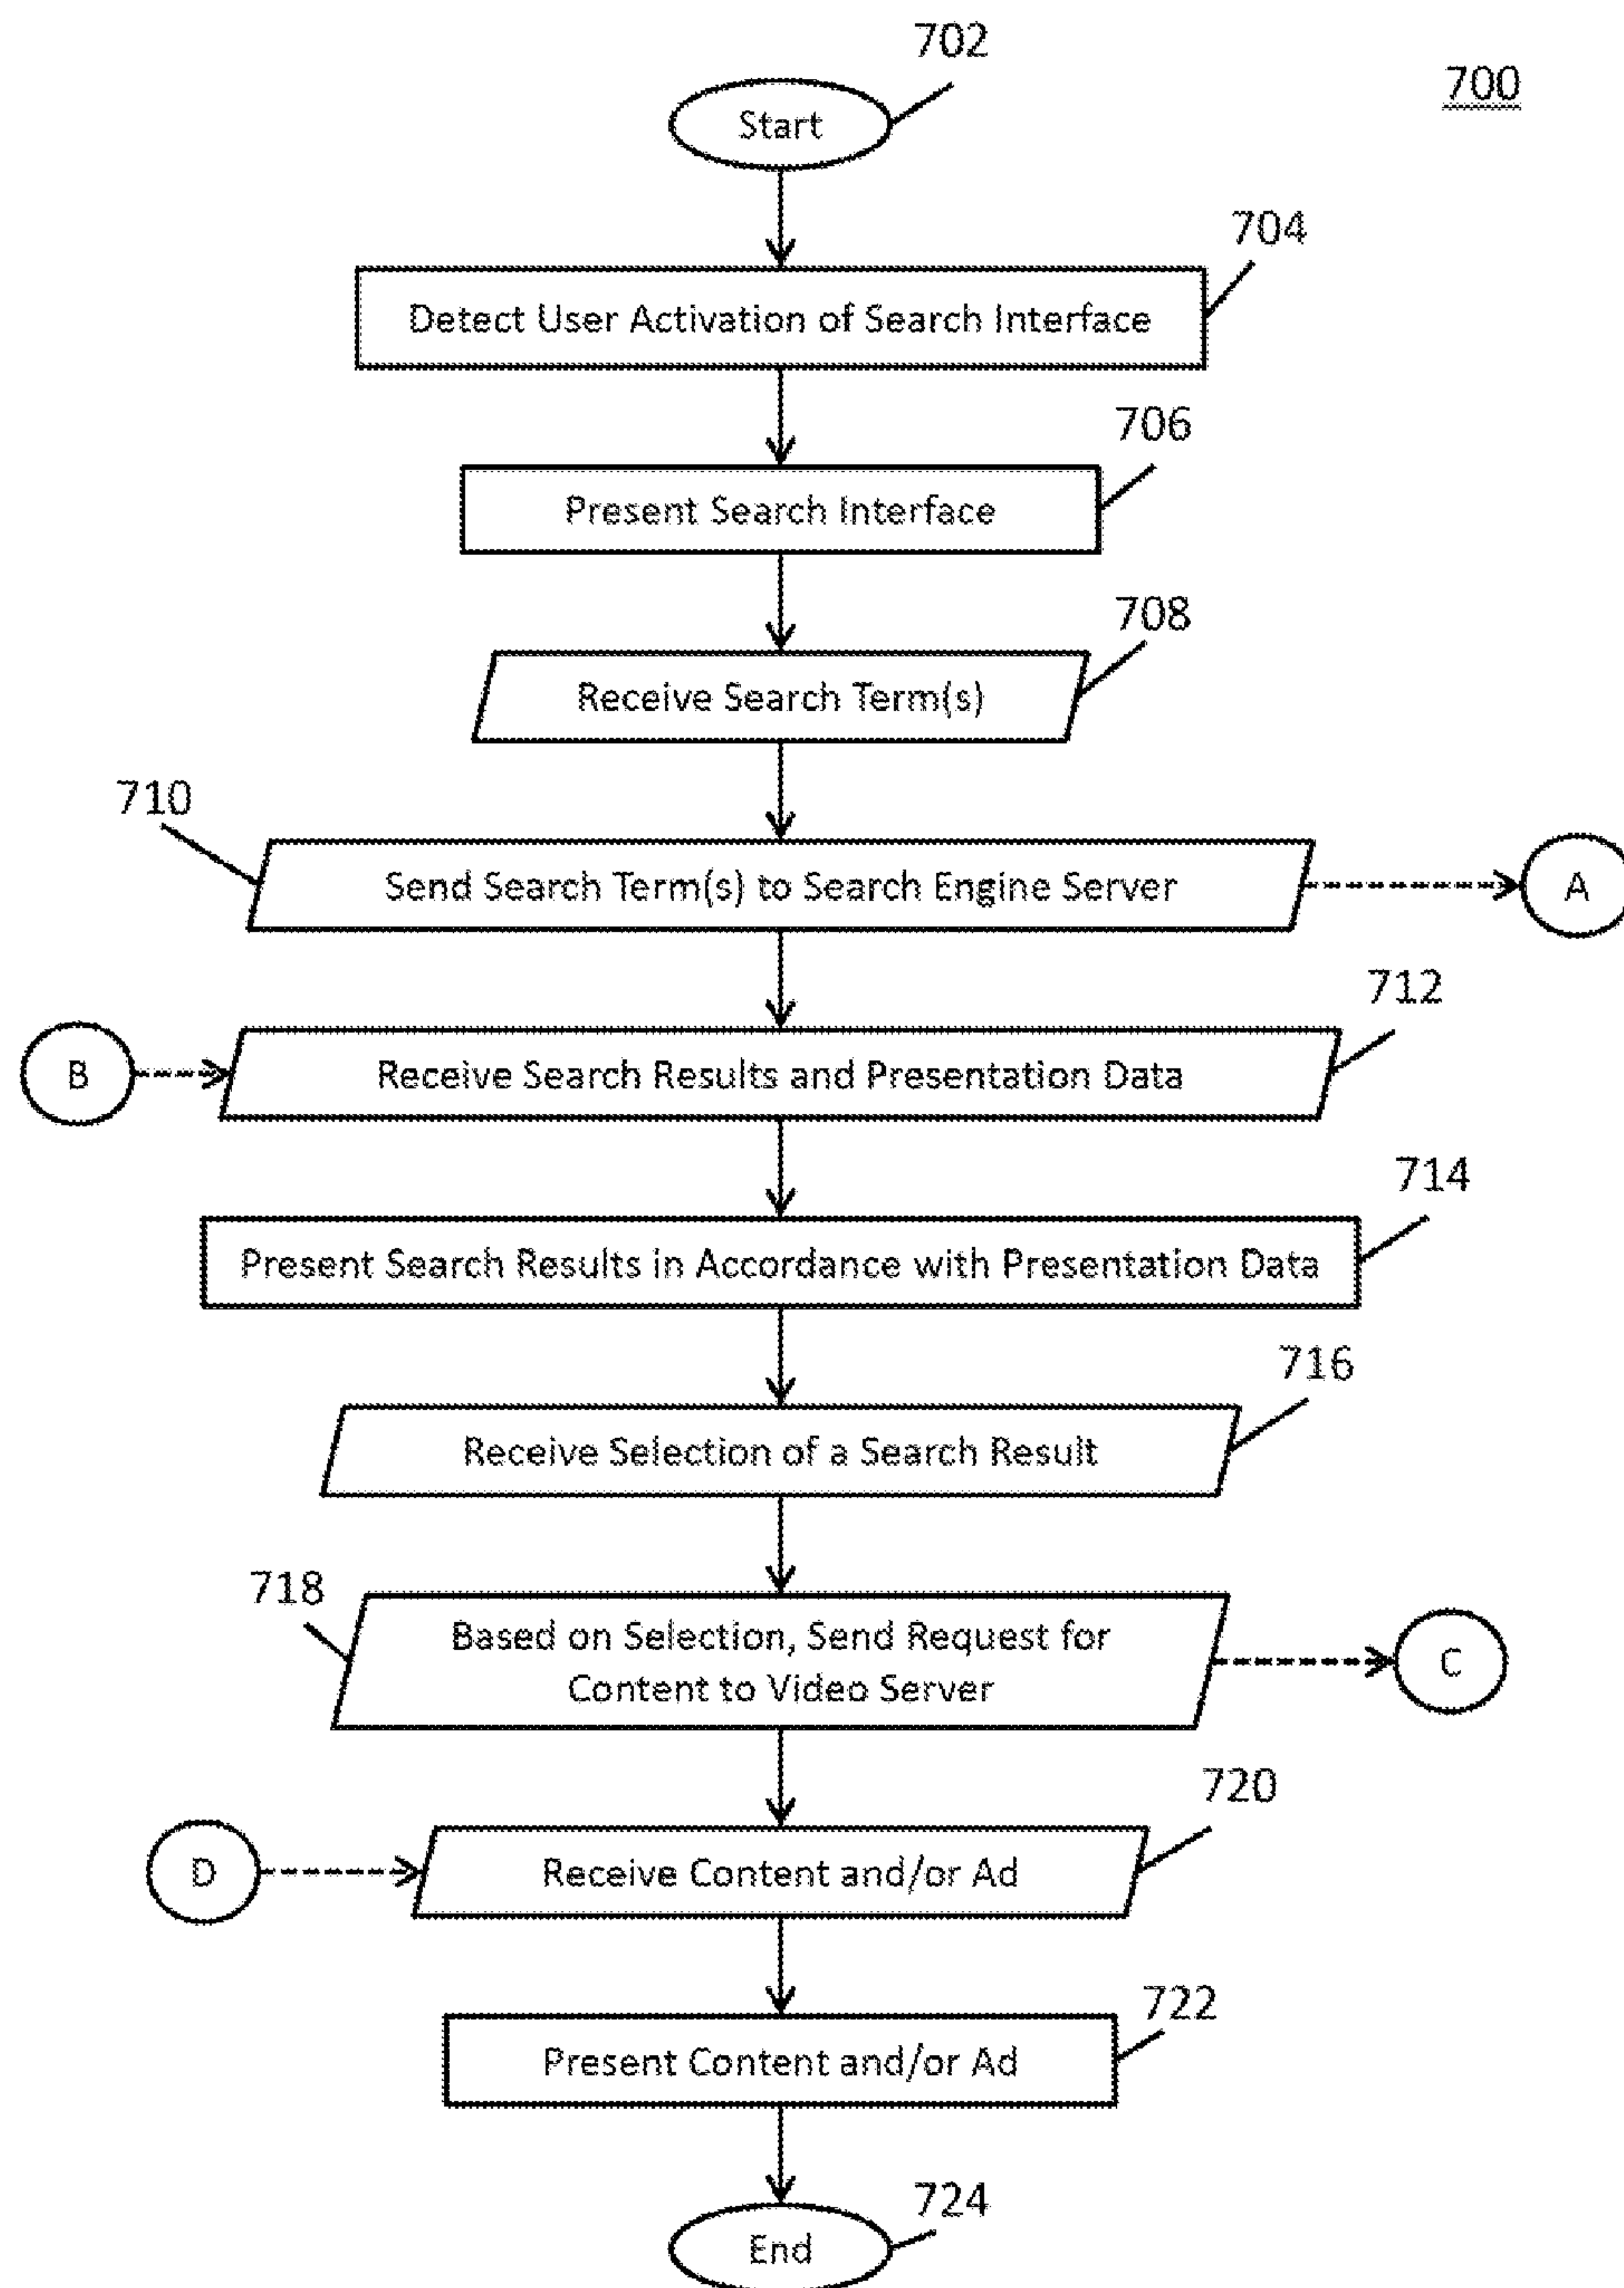 702
700
Start
704
Detect User Activation of Search Interface
706
Present Search Interface
708
Receive Search Term(s)
710
Send Search Term(s) to Search Engine Server
A
712
B
Receive Search Results and Presentation Data
714
Present Search Results in Accordance with Presentation Data
716
Receive Selection of a Search Result
718
Based on Selection, Send Request for
Content to Video Server
C
720
D
Receive Content and/or Ad
722
Present Content and/or Ad
724
End